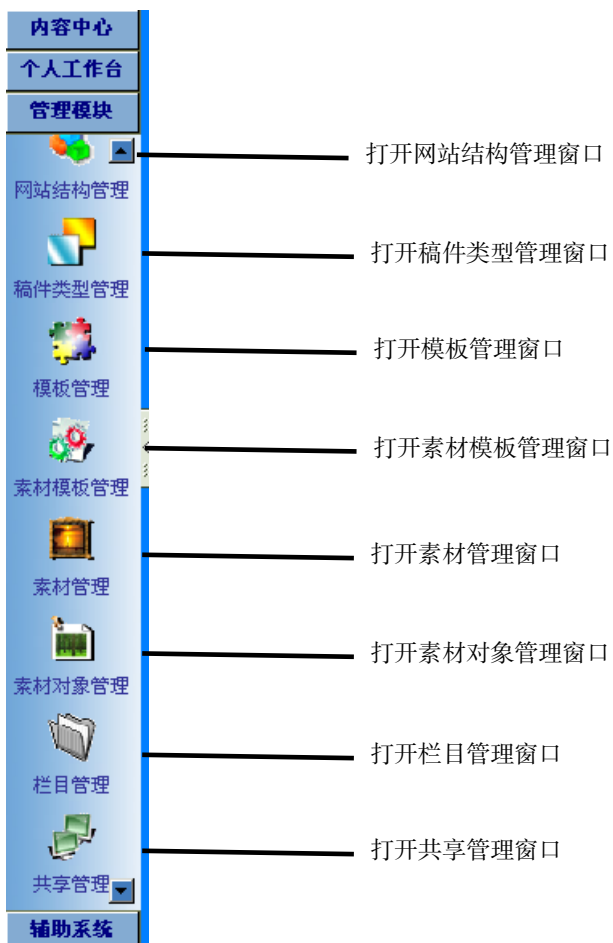 内容中心
个人工作台
管理模块
打开网站结构管理窗口
网站结构管理
打开稿件类型管理窗口
稿件类型管理
打开模板管理窗口
模板管理
打开素材模板管理窗口
素材模板管理
打开素材管理窗口
素材管理
打开素材对象管理窗口
素材对象管理
打开栏目管理窗口
栏目管理
打开共享管理窗口
共享管理
辅助系统